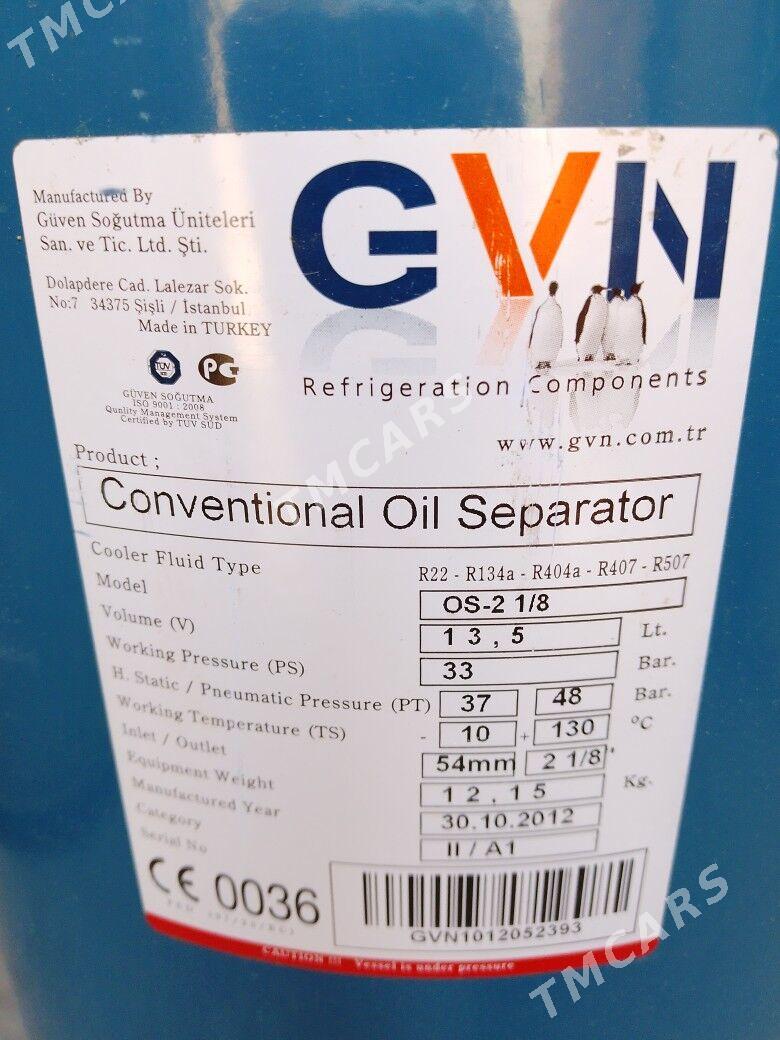 TMCARS
Manufactured By
Güven Soğutma Üniteleri
San. ve Tic. Ltd. Şti.
Dolapdere Cad. Lalezar Sok.
No:7 34375 Şişli / İstanbul
Made in TURKEY
GVN
Refrigeration Components
www.gvn.com.tr
TÜV
PG
GÜVEN SOĞUTMA
ISO 9001 : 2008
Quality Management System
Certified by TUV SUD
Product ;
Conventional Oil Separator
TMCARS
Cooler Fluid Type R22 - R134a - R404a - R407 - R507
Model OS-2 1/8
Volume (V) 13,5 Lt.
Working Pressure (PS) 33 Bar.
H. Static / Pneumatic Pressure (PT) 37 48 Bar.
Working Temperature (TS) - 10 + 130 °C
Inlet / Outlet 54mm 2 1/8"
Equipment Weight 12,15 Kg.
Manufactured Year 30.10.2012
Category II / A1
Serial No
CE 0036
GVN1012052393
CAUTION !!! Vessel is under pressure
TMCARS